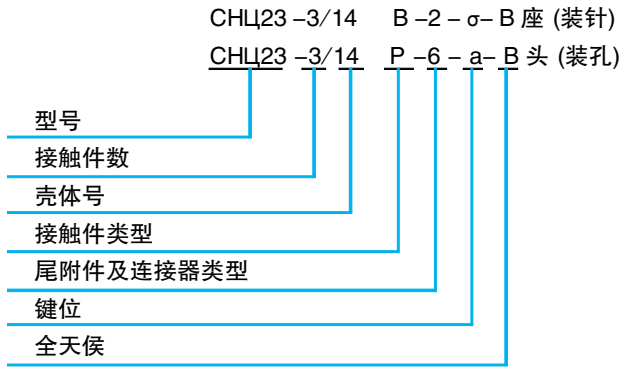 СНЦ23 –3/14 B –2 – σ– B 座 (装针)
СНЦ23 –3/14 P –6 – a– B 头 (装孔)
型号
接触件数
壳体号
接触件类型
尾附件及连接器类型
键位
全天侯